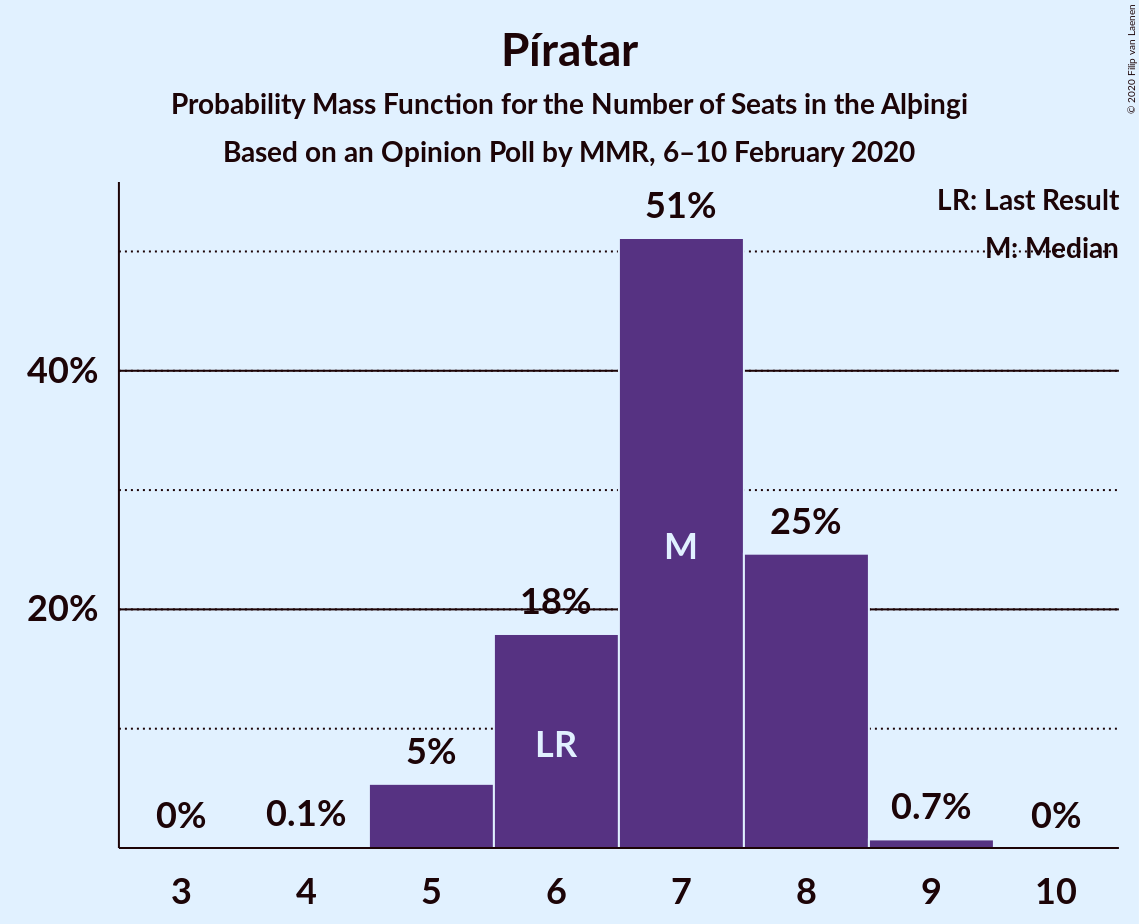 Píratar
Probability Mass Function for the Number of Seats in the Alþingi
Based on an Opinion Poll by MMR, 6–10 February 2020
© 2020 Filip van Laenen
LR: Last Result
M: Median
51%
40%
25%
M
20%
18%
5%
LR
0%
0.1%
0.7%
0%
3 4 5 6 7 8 9 10